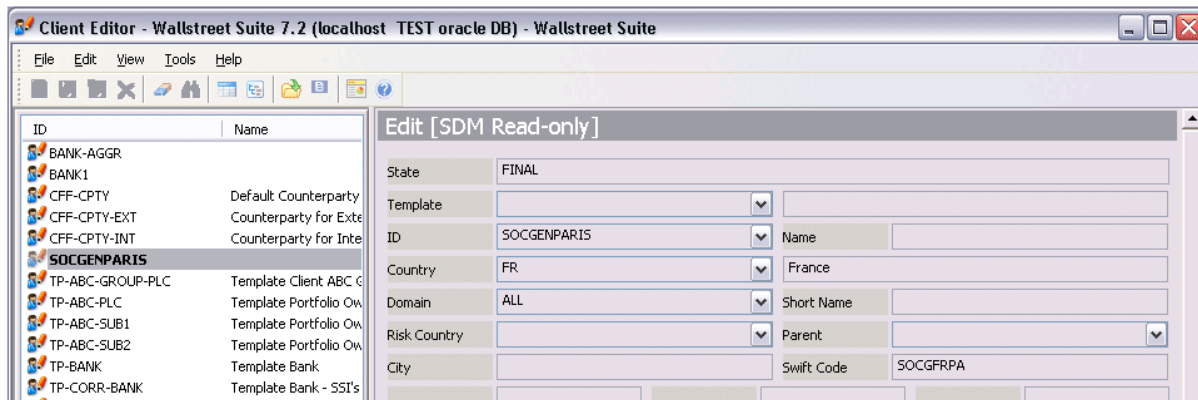 Client Editor - Wallstreet Suite 7.2 (localhost TEST oracle DB) - Wallstreet Suite
File Edit View Tools Help
ID Name
BANK-AGGR
BANK1
CFF-CPTY Default Counterparty
CFF-CPTY-EXT Counterparty for Exte
CFF-CPTY-INT Counterparty for Inte
SOCGENPARIS
TP-ABC-GROUP-PLC Template Client ABC G
TP-ABC-PLC Template Portfolio Ow
TP-ABC-SUB1 Template Portfolio Ow
TP-ABC-SUB2 Template Portfolio Ow
TP-BANK Template Bank
TP-CORR-BANK Template Bank - SSI's
Edit [SDM Read-only]
State FINAL
Template
ID SOCGENPARIS Name
Country FR France
Domain ALL Short Name
Risk Country Parent
City Swift Code SOCGFRPA